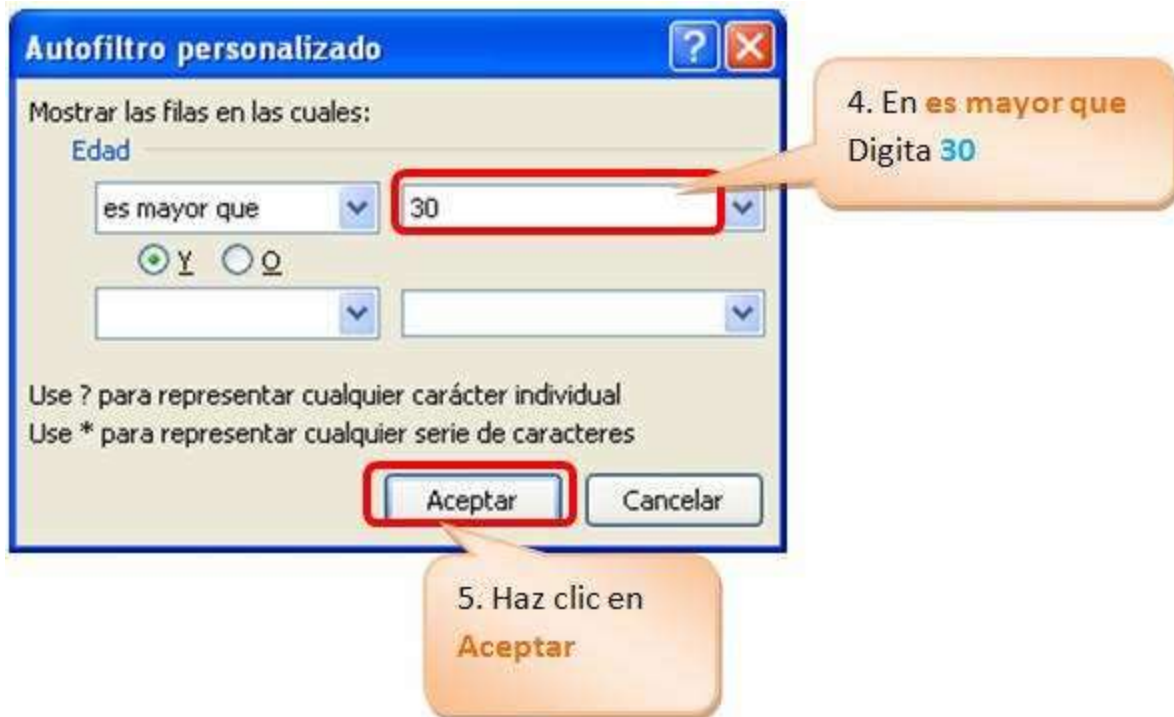 Autofiltro personalizado
?
Mostrar las filas en las cuales:
Edad
es mayor que 30
Y O
Use ? para representar cualquier carácter individual
Use * para representar cualquier serie de caracteres
Aceptar Cancelar
4. En es mayor que
Digita 30
5. Haz clic en
Aceptar